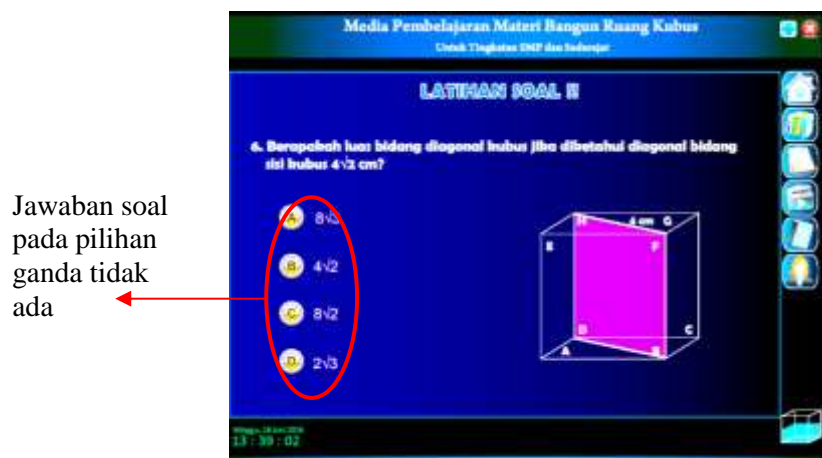 Media Pembelajaran Materi Bangun Ruang Kubus
Untuk Tingkatan SMP dan Sederajat
LATIHAN SOAL !!
6. Berapakah luas bidang diagonal kubus jika diketahui diagonal bidang
sisi kubus 4√2 cm?
Jawaban soal
pada pilihan
ganda tidak
ada
A. 8√3
B. 4√2
C. 8√2
D. 2√3
H
4 cm
G
E
F
D
C
A
B
13 : 39 : 02